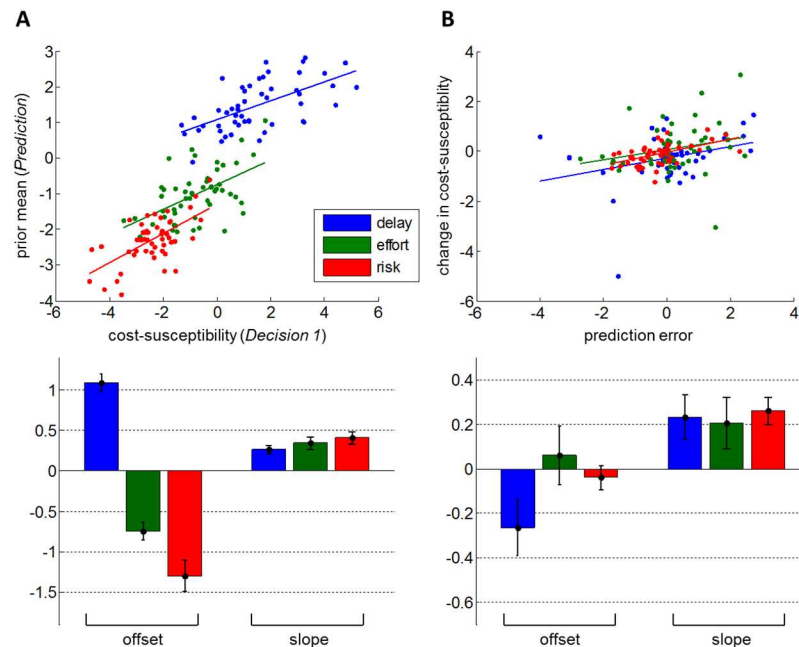 A
B
prior mean (Prediction)
3
2
1
0
-1
-2
-3
-4
-6
-4
-2
0
2
4
6
cost-susceptibility (Decision 1)
delay
effort
risk
change in cost-susceptiblity
4
2
0
-2
-4
-6
-4
-2
0
2
4
prediction error
1
0.5
0
-0.5
-1
-1.5
offset
slope
0.4
0.2
0
-0.2
-0.4
-0.6
offset
slope